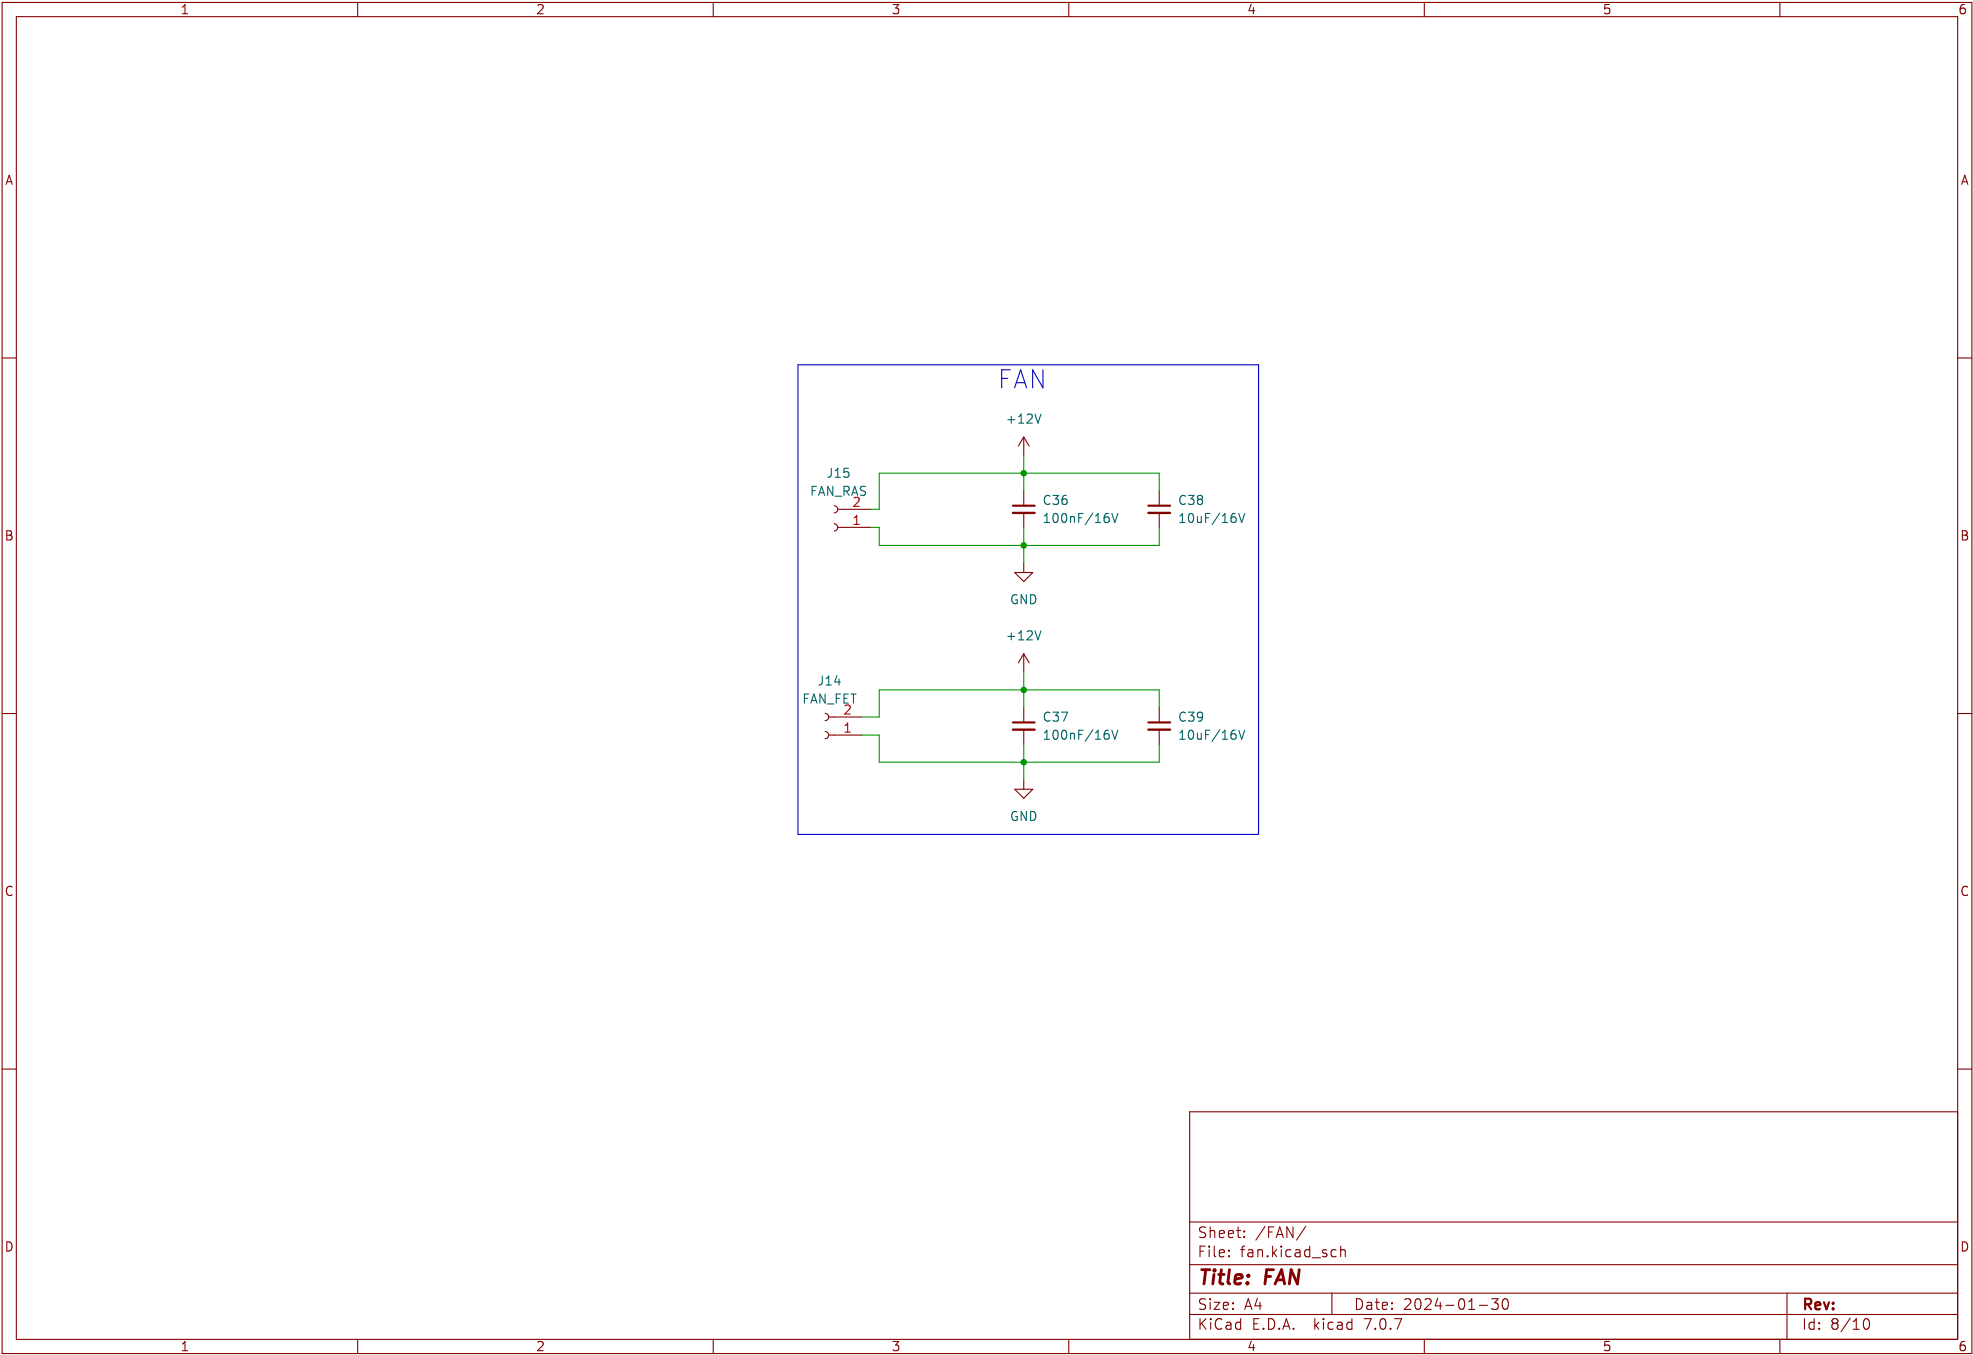 1 2 3 4 5 6
A A
FAN
+12V
J15
FAN_RAS
2
1
C36
100nF/16V
C38
10uF/16V
B B
GND
+12V
J14
FAN_FET
2
1
C37
100nF/16V
C39
10uF/16V
GND
C C
Sheet: /FAN/
File: fan.kicad_sch
D D
Title: FAN
Size: A4 Date: 2024-01-30 Rev:
KiCad E.D.A. kicad 7.0.7 Id: 8/10
1 2 3 4 5 6